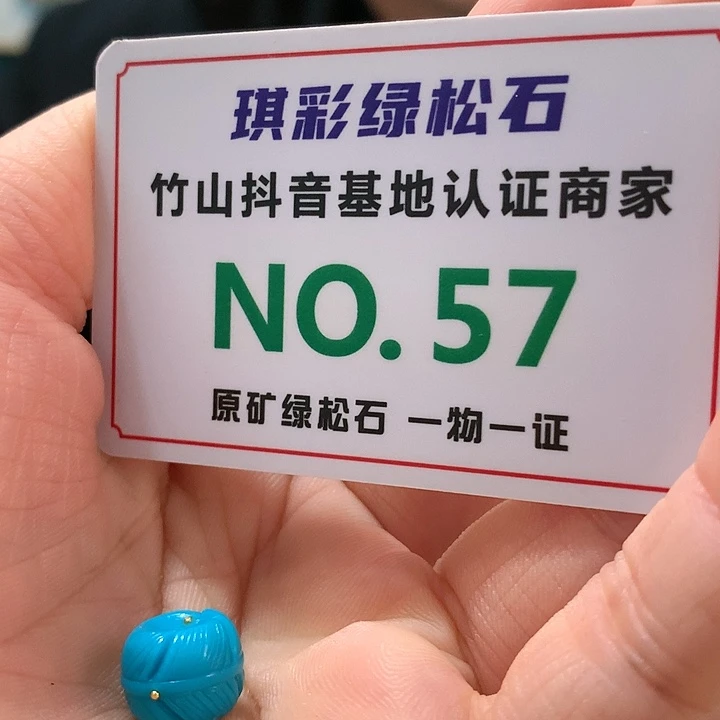 琪彩绿松石
竹山抖音基地认证商家
NO.57
原矿绿松石 一物一证